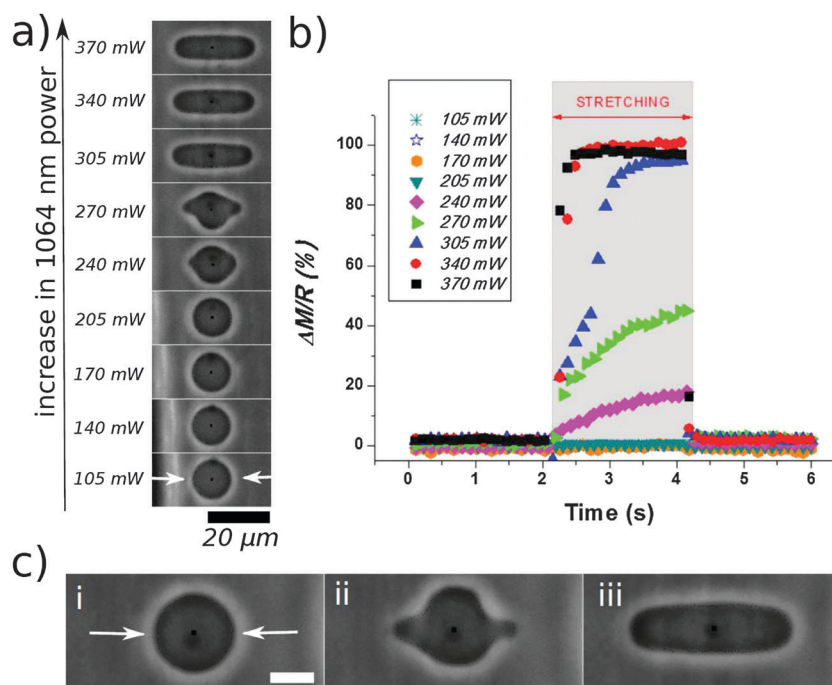 a)
increase in 1064 nm power
370 mW
340 mW
305 mW
270 mW
240 mW
205 mW
170 mW
140 mW
105 mW
20 µm
b)
STRETCHING
105 mW
140 mW
170 mW
205 mW
240 mW
270 mW
305 mW
340 mW
370 mW
ΔM/R (%)
100
80
60
40
20
0
0 1 2 3 4 5 6
Time (s)
c)
i
ii
iii